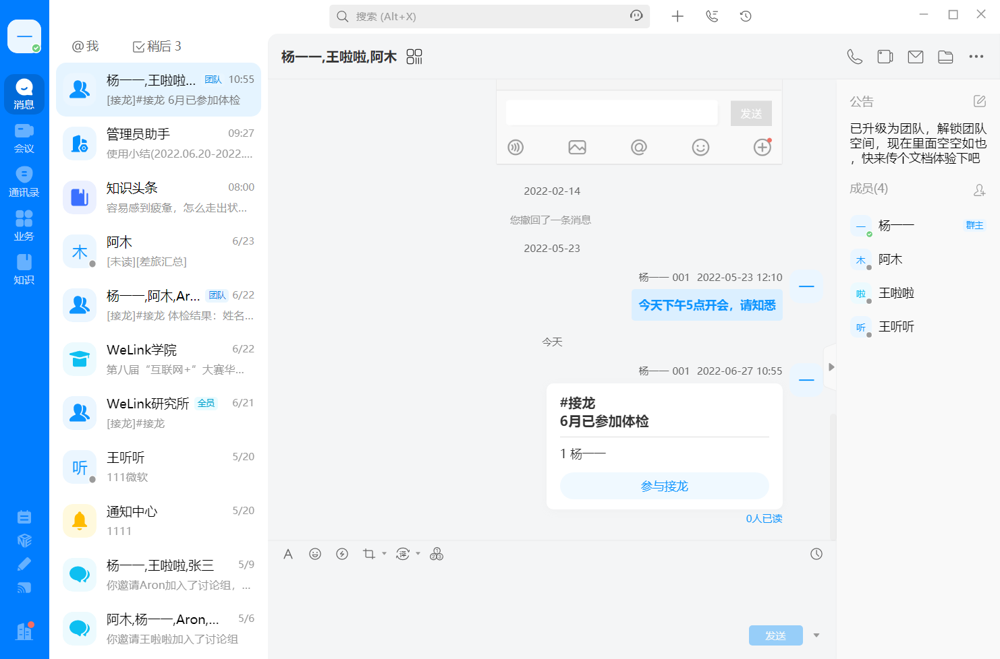 搜索 (Alt+X)
@我
稍后 3
消息
会议
通讯录
业务
知识
杨一一,王啦啦... 团队 10:55
[接龙]#接龙 6月已参加体检
管理员助手 09:27
使用小结(2022.06.20-2022....
知识头条 08:00
容易感到疲惫，怎么走出状...
木
阿木 6/23
[未读][差旅汇总]
杨一一,阿木,Ar... 团队 6/22
[接龙]#接龙 体检结果：姓名...
WeLink学院 6/22
第八届“互联网+”大赛华...
WeLink研究所 全员 6/21
[接龙]#接龙
听
王听听 5/20
111微软
通知中心 5/20
1111
杨一一,王啦啦,张三 5/9
你邀请Aron加入了讨论组，...
阿木,杨一一,Aron,... 5/6
你邀请王啦啦加入了讨论组
杨一一,王啦啦,阿木
发送
2022-02-14
您撤回了一条消息
2022-05-23
杨一一 001 2022-05-23 12:10
今天下午5点开会，请知悉
今天
杨一一 001 2022-06-27 10:55
#接龙
6月已参加体检
1 杨一一
参与接龙
0人已读
发送
公告
已升级为团队，解锁团队
空间，现在里面空空如也
，快来传个文档体验下吧
成员(4)
一 杨一一 群主
木 阿木
啦 王啦啦
听 王听听